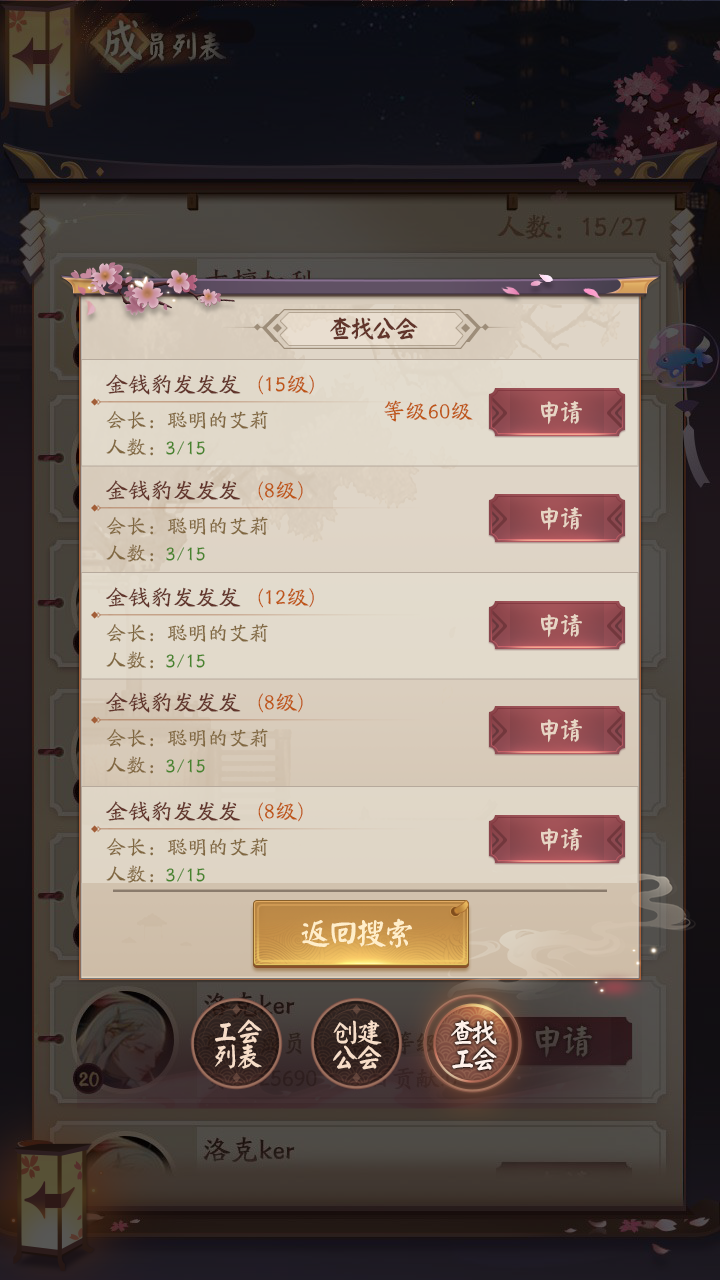 成员列表
人数：15/27
查找公会
金钱豹发发发（15级）
会长：聪明的艾莉
人数：3/15
等级60级
申请
金钱豹发发发（8级）
会长：聪明的艾莉
人数：3/15
申请
金钱豹发发发（12级）
会长：聪明的艾莉
人数：3/15
申请
金钱豹发发发（8级）
会长：聪明的艾莉
人数：3/15
申请
金钱豹发发发（8级）
会长：聪明的艾莉
人数：3/15
申请
返回搜索
洛克ker
员
申请
20
5690
贡献
工会
列表
创建
公会
查找
工会
洛克ker